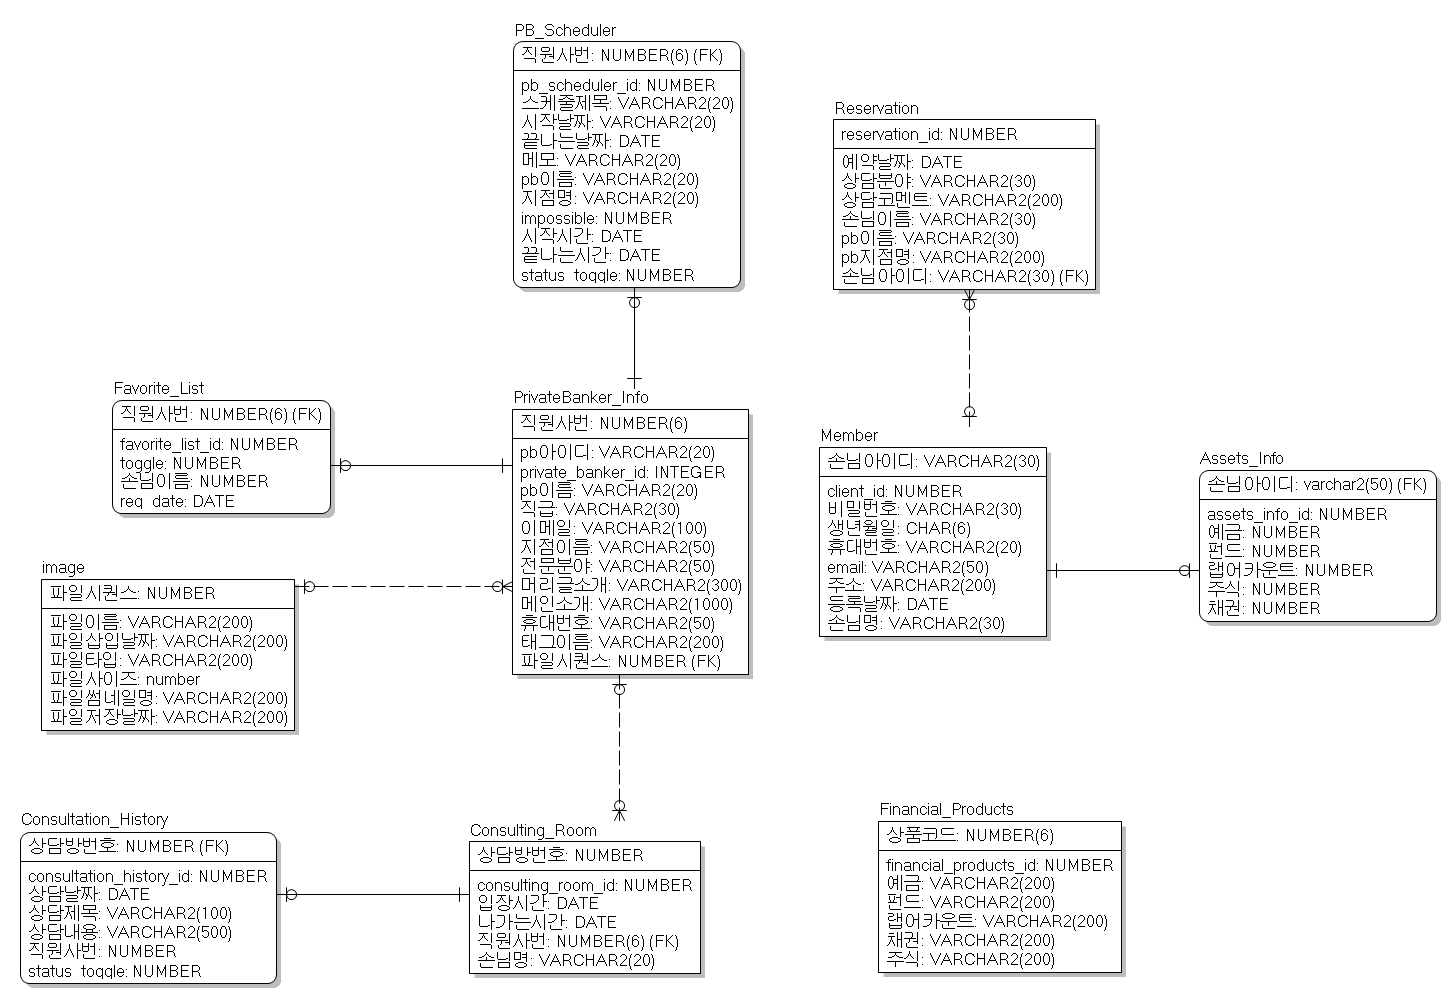 PB_Scheduler
직원사번: NUMBER(6) (FK)
pb_scheduler_id: NUMBER
스케줄제목: VARCHAR2(20)
시작날짜: VARCHAR2(20)
끝나는날짜: DATE
메모: VARCHAR2(20)
pb이름: VARCHAR2(20)
지점명: VARCHAR2(20)
impossible: NUMBER
시작시간: DATE
끝나는시간: DATE
status_toggle: NUMBER
Reservation
reservation_id: NUMBER
예약날짜: DATE
상담분야: VARCHAR2(30)
상담코멘트: VARCHAR2(200)
손님이름: VARCHAR2(30)
pb이름: VARCHAR2(30)
pb지점명: VARCHAR2(200)
손님아이디: VARCHAR2(30) (FK)
Favorite_List
직원사번: NUMBER(6) (FK)
favorite_list_id: NUMBER
toggle: NUMBER
손님이름: NUMBER
req_date: DATE
PrivateBanker_Info
직원사번: NUMBER(6)
pb아이디: VARCHAR2(20)
private_banker_id: INTEGER
pb이름: VARCHAR2(20)
직급: VARCHAR2(30)
이메일: VARCHAR2(100)
지점이름: VARCHAR2(50)
전문분야: VARCHAR2(50)
머리글소개: VARCHAR2(300)
메인소개: VARCHAR2(1000)
휴대번호: VARCHAR2(50)
태그이름: VARCHAR2(200)
파일시퀀스: NUMBER (FK)
Member
손님아이디: VARCHAR2(30)
client_id: NUMBER
비밀번호: VARCHAR2(30)
생년월일: CHAR(6)
휴대번호: VARCHAR2(20)
email: VARCHAR2(50)
주소: VARCHAR2(200)
등록날짜: DATE
손님명: VARCHAR2(30)
Assets_Info
손님아이디: varchar2(50) (FK)
assets_info_id: NUMBER
예금: NUMBER
펀드: NUMBER
랩어카운트: NUMBER
주식: NUMBER
채권: NUMBER
image
파일시퀀스: NUMBER
파일이름: VARCHAR2(200)
파일삽입날짜: VARCHAR2(200)
파일타입: VARCHAR2(200)
파일사이즈: number
파일썸네일명: VARCHAR2(200)
파일저장날짜: VARCHAR2(200)
Consultation_History
상담방번호: NUMBER (FK)
consultation_history_id: NUMBER
상담날짜: DATE
상담제목: VARCHAR2(100)
상담내용: VARCHAR2(500)
직원사번: NUMBER
status_toggle: NUMBER
Consulting_Room
상담방번호: NUMBER
consulting_room_id: NUMBER
입장시간: DATE
나가는시간: DATE
직원사번: NUMBER(6) (FK)
손님명: VARCHAR2(20)
Financial_Products
상품코드: NUMBER(6)
financial_products_id: NUMBER
예금: VARCHAR2(200)
펀드: VARCHAR2(200)
랩어카운트: VARCHAR2(200)
채권: VARCHAR2(200)
주식: VARCHAR2(200)